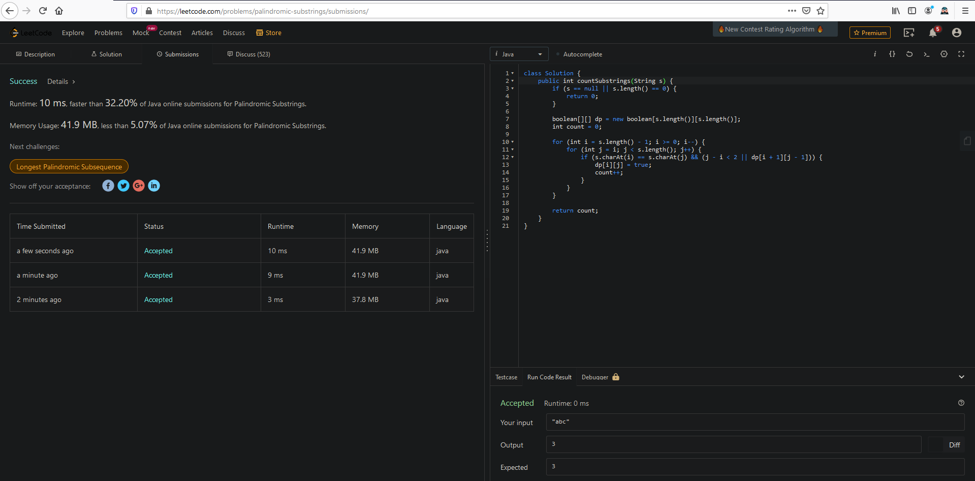 https://leetcode.com/problems/palindromic-substrings/submissions/
LeetCode Explore Problems Mock Contest Articles Discuss Store
New Contest Rating Algorithm
Premium
5
Description Solution Submissions Discuss (523)
i Java Autocomplete
Success Details >
Runtime: 10 ms, faster than 32.20% of Java online submissions for Palindromic Substrings.
Memory Usage: 41.9 MB, less than 5.07% of Java online submissions for Palindromic Substrings.
Next challenges:
Longest Palindromic Subsequence
Show off your acceptance:
Time Submitted Status Runtime Memory Language
a few seconds ago Accepted 10 ms 41.9 MB java
a minute ago Accepted 9 ms 41.9 MB java
2 minutes ago Accepted 3 ms 37.8 MB java
1 class Solution {
2 public int countSubstrings(String s) {
3 if (s == null || s.length() == 0) {
4 return 0;
5 }
6
7 boolean[][] dp = new boolean[s.length()][s.length()];
8 int count = 0;
9
10 for (int i = s.length() - 1; i >= 0; i--) {
11 for (int j = i; j < s.length(); j++) {
12 if (s.charAt(i) == s.charAt(j) && (j - i < 2 || dp[i + 1][j - 1])) {
13 dp[i][j] = true;
14 count++;
15 }
16 }
17 }
18
19 return count;
20 }
21 }
Testcase Run Code Result Debugger
Accepted Runtime: 0 ms
Your input "abc"
Output 3 Diff
Expected 3